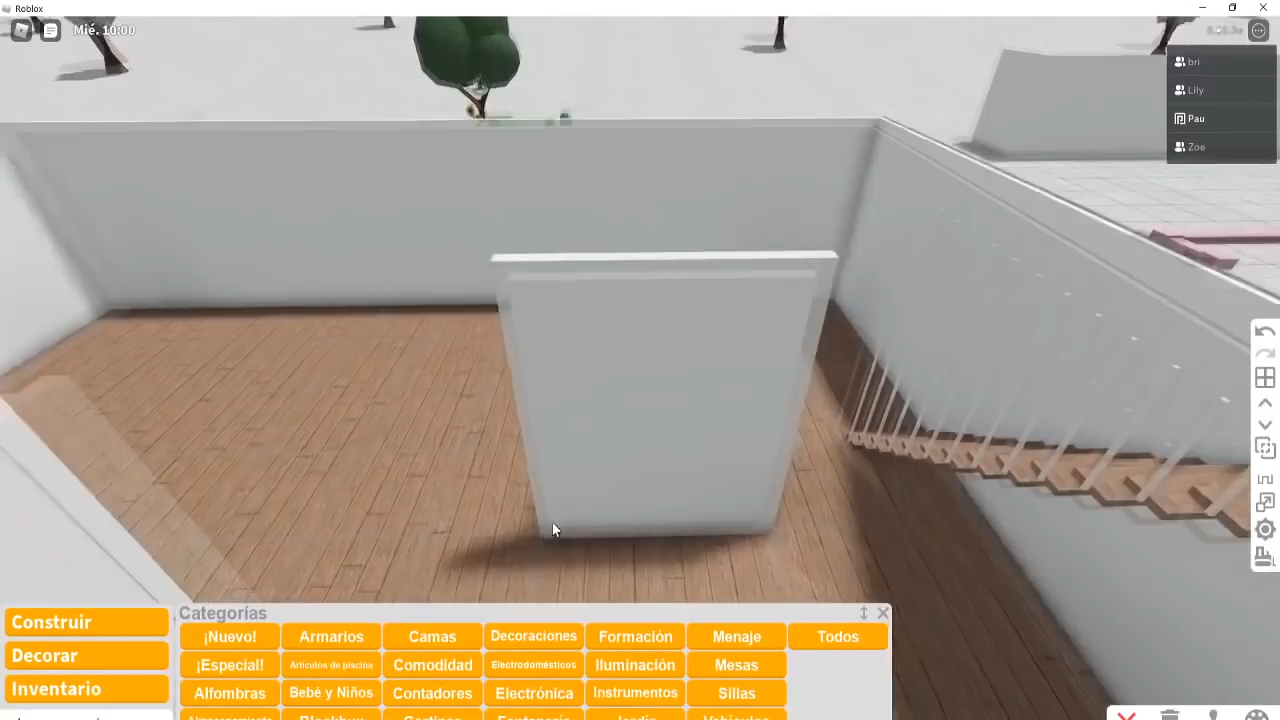 Roblox
Mié. 10:00
bri
Lily
Pau
Zoe
Categorías
Construir
Decorar
Inventario
¡Nuevo! Armarios Camas Decoraciones Formación Menaje Todos
¡Especial! Artículos de piscina Comodidad Electrodomésticos Iluminación Mesas
Alfombras Bebé y Niños Contadores Electrónica Instrumentos Sillas